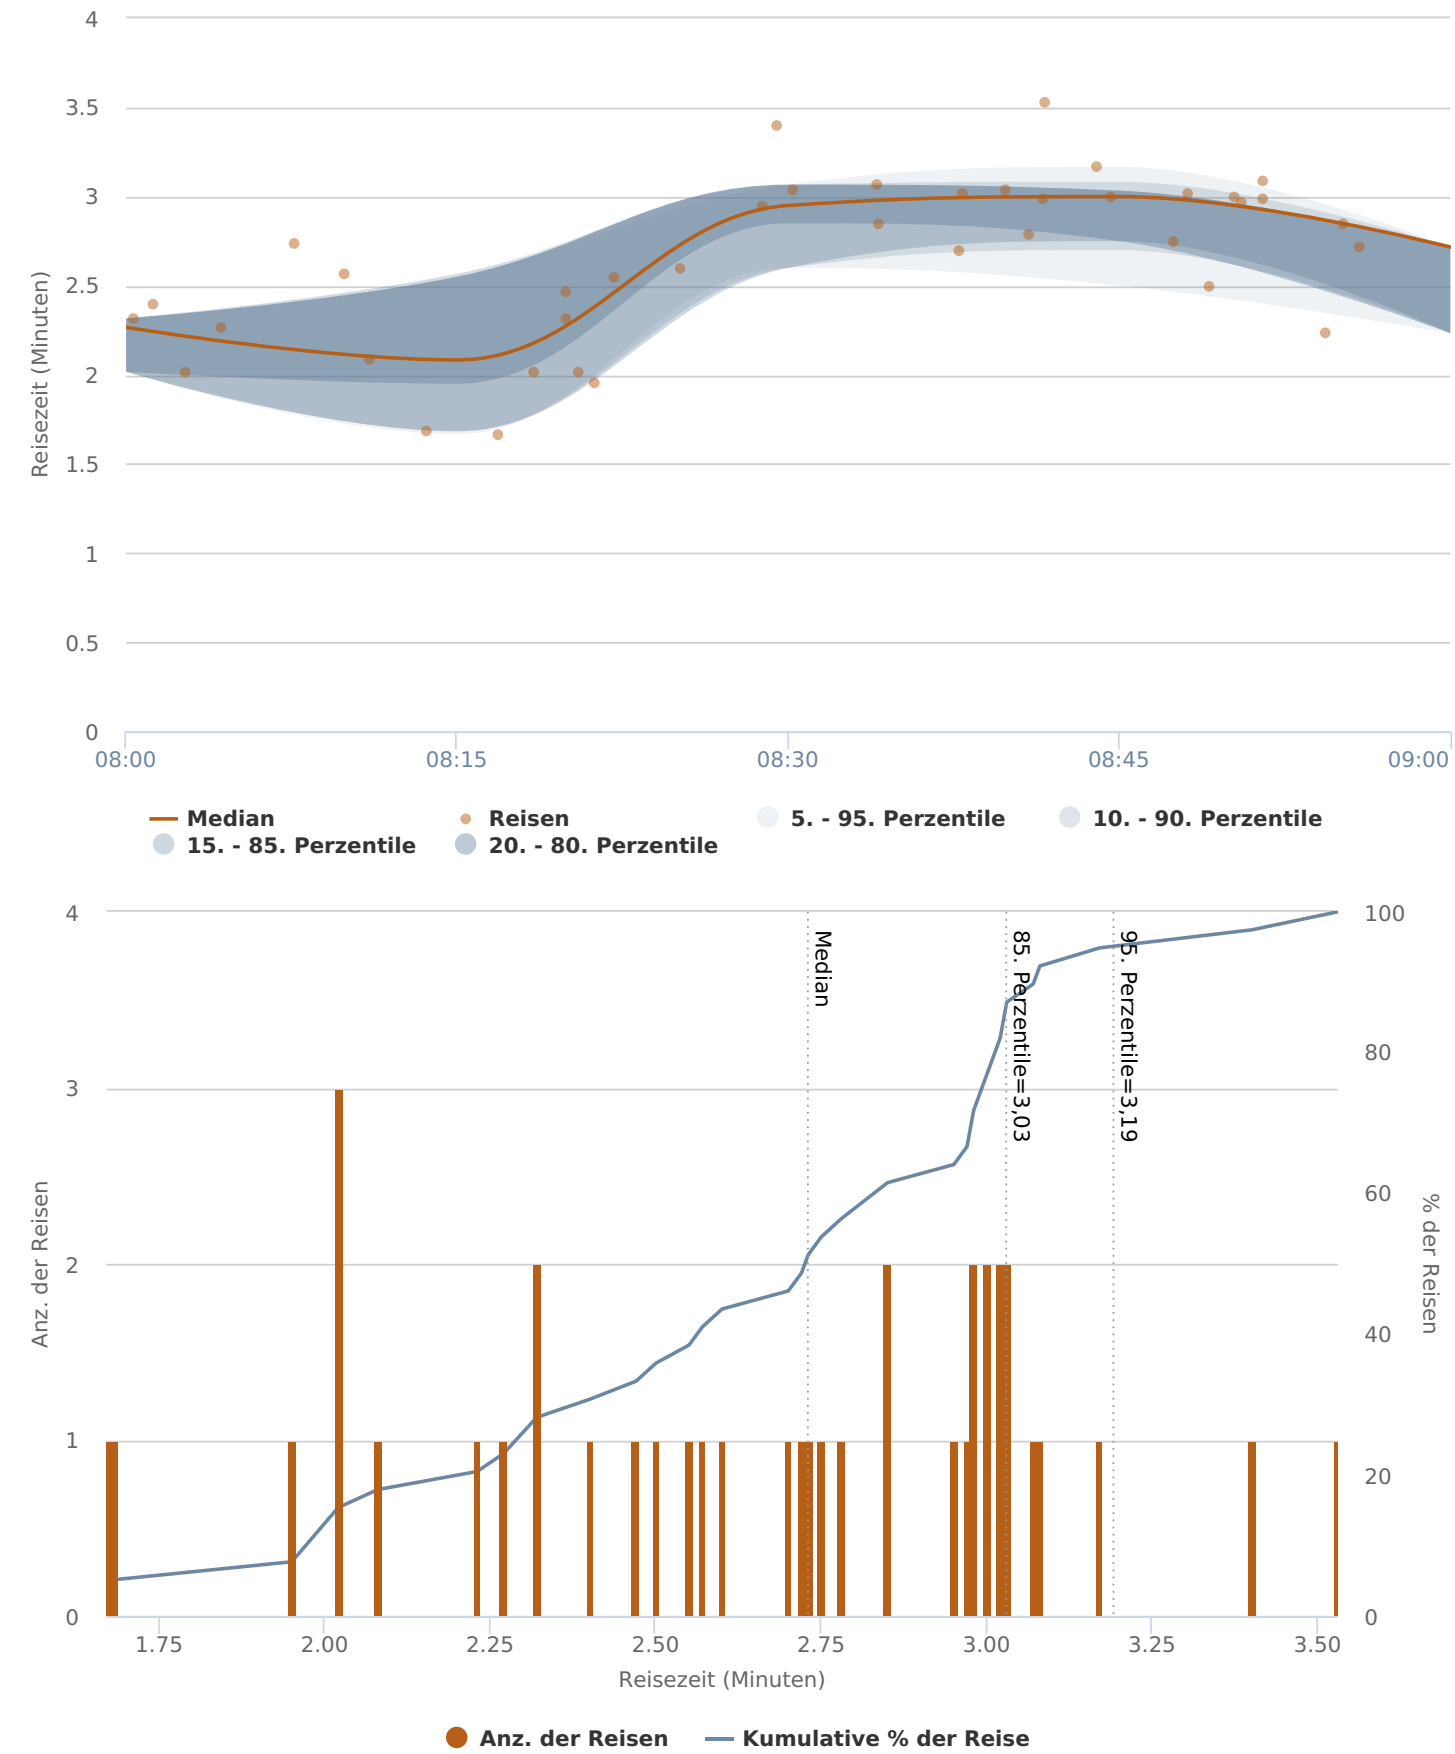 4
3.5
3
2.5
2
1.5
1
0.5
0
Reisezeit (Minuten)
08:00 08:15 08:30 08:45 09:00
Median Reisen 5. - 95. Perzentile 10. - 90. Perzentile
15. - 85. Perzentile 20. - 80. Perzentile
4
3
2
1
0
Anz. der Reisen
Median
85. Perzentile=3,03
95. Perzentile=3,19
100
80
60
40
20
0
% der Reisen
1.75 2.00 2.25 2.50 2.75 3.00 3.25 3.50
Reisezeit (Minuten)
Anz. der Reisen Kumulative % der Reise